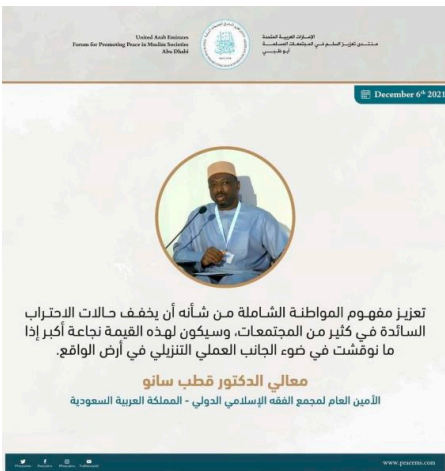 United Arab Emirates
Forum for Promoting Peace in Muslim Societies
Abu Dhabi
الإمارات العربية المتحدة
منتدى تعزيز السلم في المجتمعات المسلمة
أبوظبي
December 6th 2021
تعزيز مفهوم المواطنة الشاملة من شأنه أن يخفف حالات الاحتراب
السائدة في كثير من المجتمعات، وسيكون لهذه القيمة نجاعة أكبر إذا
ما نوقشت في ضوء الجانب العملي التنزيلي في أرض الواقع.
معالي الدكتور قطب سانو
الأمين العام لمجمع الفقه الإسلامي الدولي - المملكة العربية السعودية
www.peacems.com